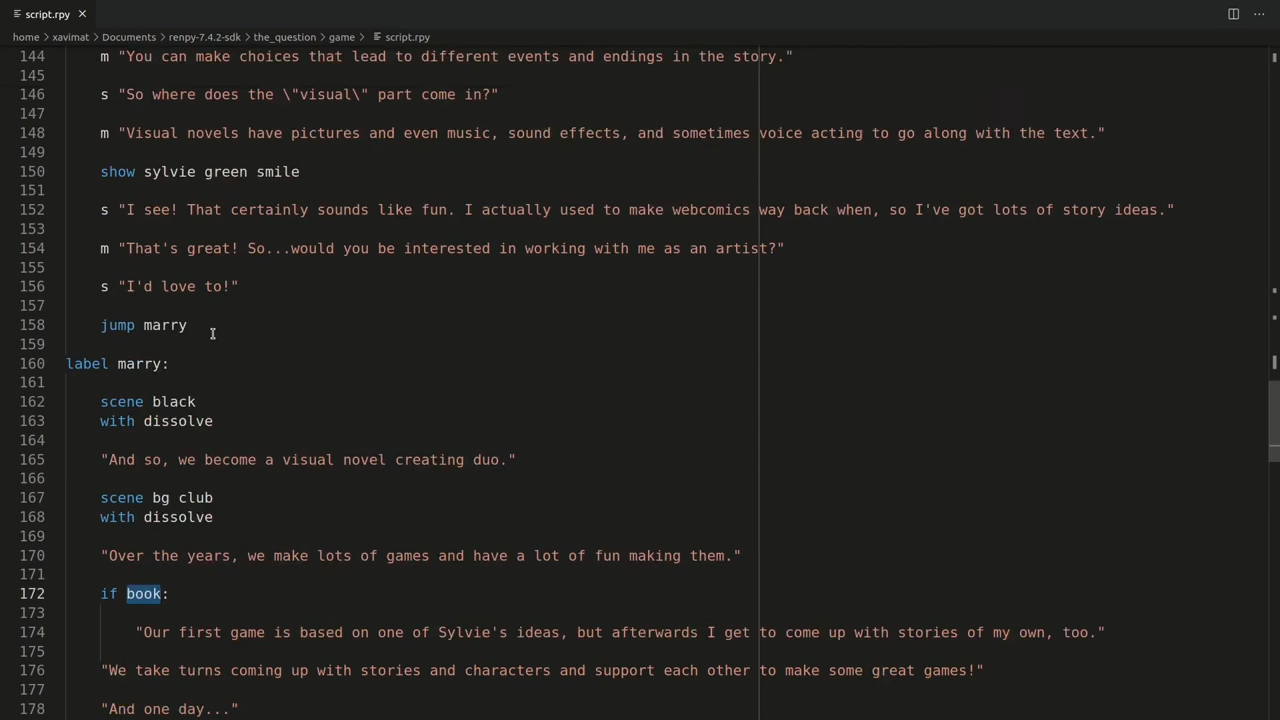 script.rpy
home > xavimat > Documents > renpy-7.4.2-sdk > the_question > game > script.rpy
144 m "You can make choices that lead to different events and endings in the story."
145
146 s "So where does the \"visual\" part come in?"
147
148 m "Visual novels have pictures and even music, sound effects, and sometimes voice acting to go along with the text."
149
150 show sylvie green smile
151
152 s "I see! That certainly sounds like fun. I actually used to make webcomics way back when, so I've got lots of story ideas."
153
154 m "That's great! So...would you be interested in working with me as an artist?"
155
156 s "I'd love to!"
157
158 jump marry
159
160 label marry:
161
162 scene black
163 with dissolve
164
165 "And so, we become a visual novel creating duo."
166
167 scene bg club
168 with dissolve
169
170 "Over the years, we make lots of games and have a lot of fun making them."
171
172 if book:
173
174 "Our first game is based on one of Sylvie's ideas, but afterwards I get to come up with stories of my own, too."
175
176 "We take turns coming up with stories and characters and support each other to make some great games!"
177
178 "And one day..."